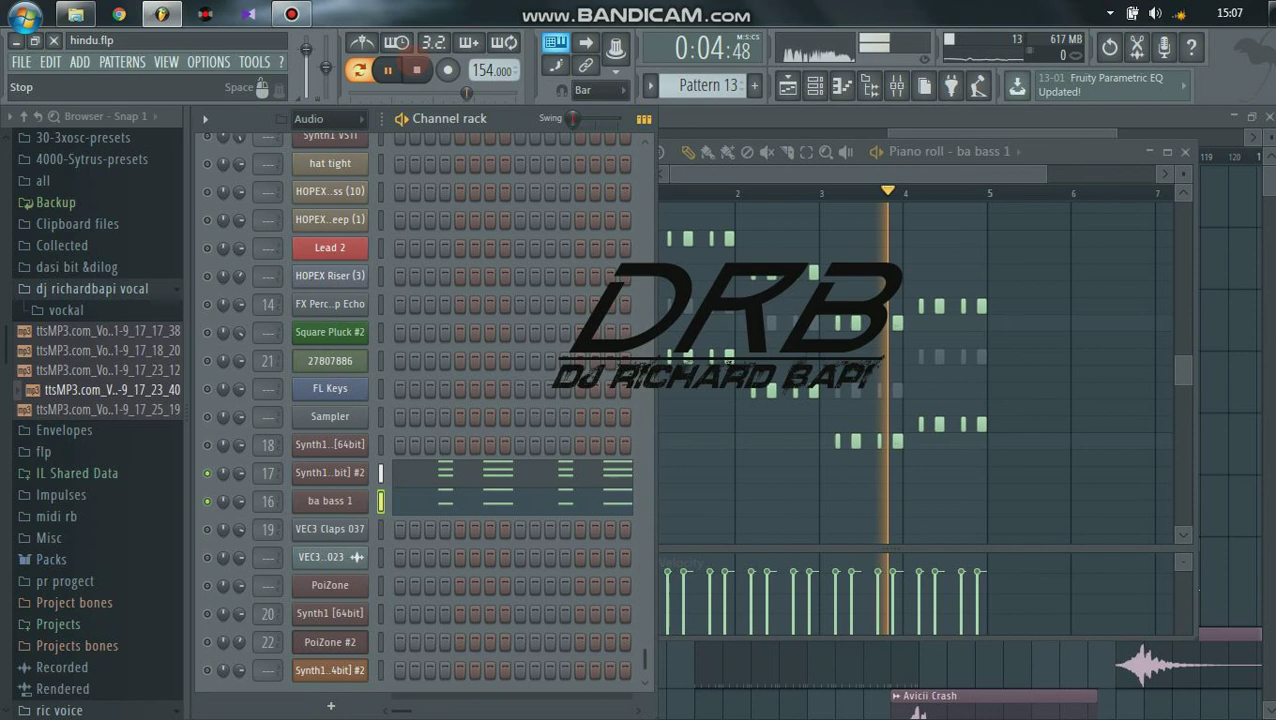 www.BANDICAM.com
15:07
hindu.flp
FILE EDIT ADD PATTERNS VIEW OPTIONS TOOLS ?
Stop
Space
3.2
154.000
0:04:48
M:S:CS
Bar
Pattern 13
13
617 MB
0
13-01 Fruity Parametric EQ
Updated!
Browser - Snap 1
30-3xosc-presets
4000-Sytrus-presets
all
Backup
Clipboard files
Collected
dasi bit &dilog
dj richardbapi vocal
vockal
ttsMP3.com_Vo..1-9_17_17_38
ttsMP3.com_Vo..1-9_17_18_20
ttsMP3.com_Vo..1-9_17_23_12
ttsMP3.com_V..-9_17_23_40
ttsMP3.com_Vo..1-9_17_25_19
Envelopes
flp
IL Shared Data
Impulses
midi rb
Misc
Packs
pr progect
Project bones
Projects
Projects bones
Recorded
Rendered
ric voice
Audio
Channel rack
Swing
Synth1 VSTi
hat tight
HOPEX..ss (10)
HOPEX..eep (1)
Lead 2
HOPEX Riser (3)
14 FX Perc..p Echo
Square Pluck #2
21 27807886
FL Keys
Sampler
18 Synth1..[64bit]
17 Synth1..bit] #2
16 ba bass 1
19 VEC3 Claps 037
VEC3...023
PoiZone
20 Synth1 [64bit]
22 PoiZone #2
Synth1..4bit] #2
Piano roll - ba bass 1
2 3 4 5 6 7
119 120
DRB
DJ RICHARD BAPI
Velocity
Avicii Crash